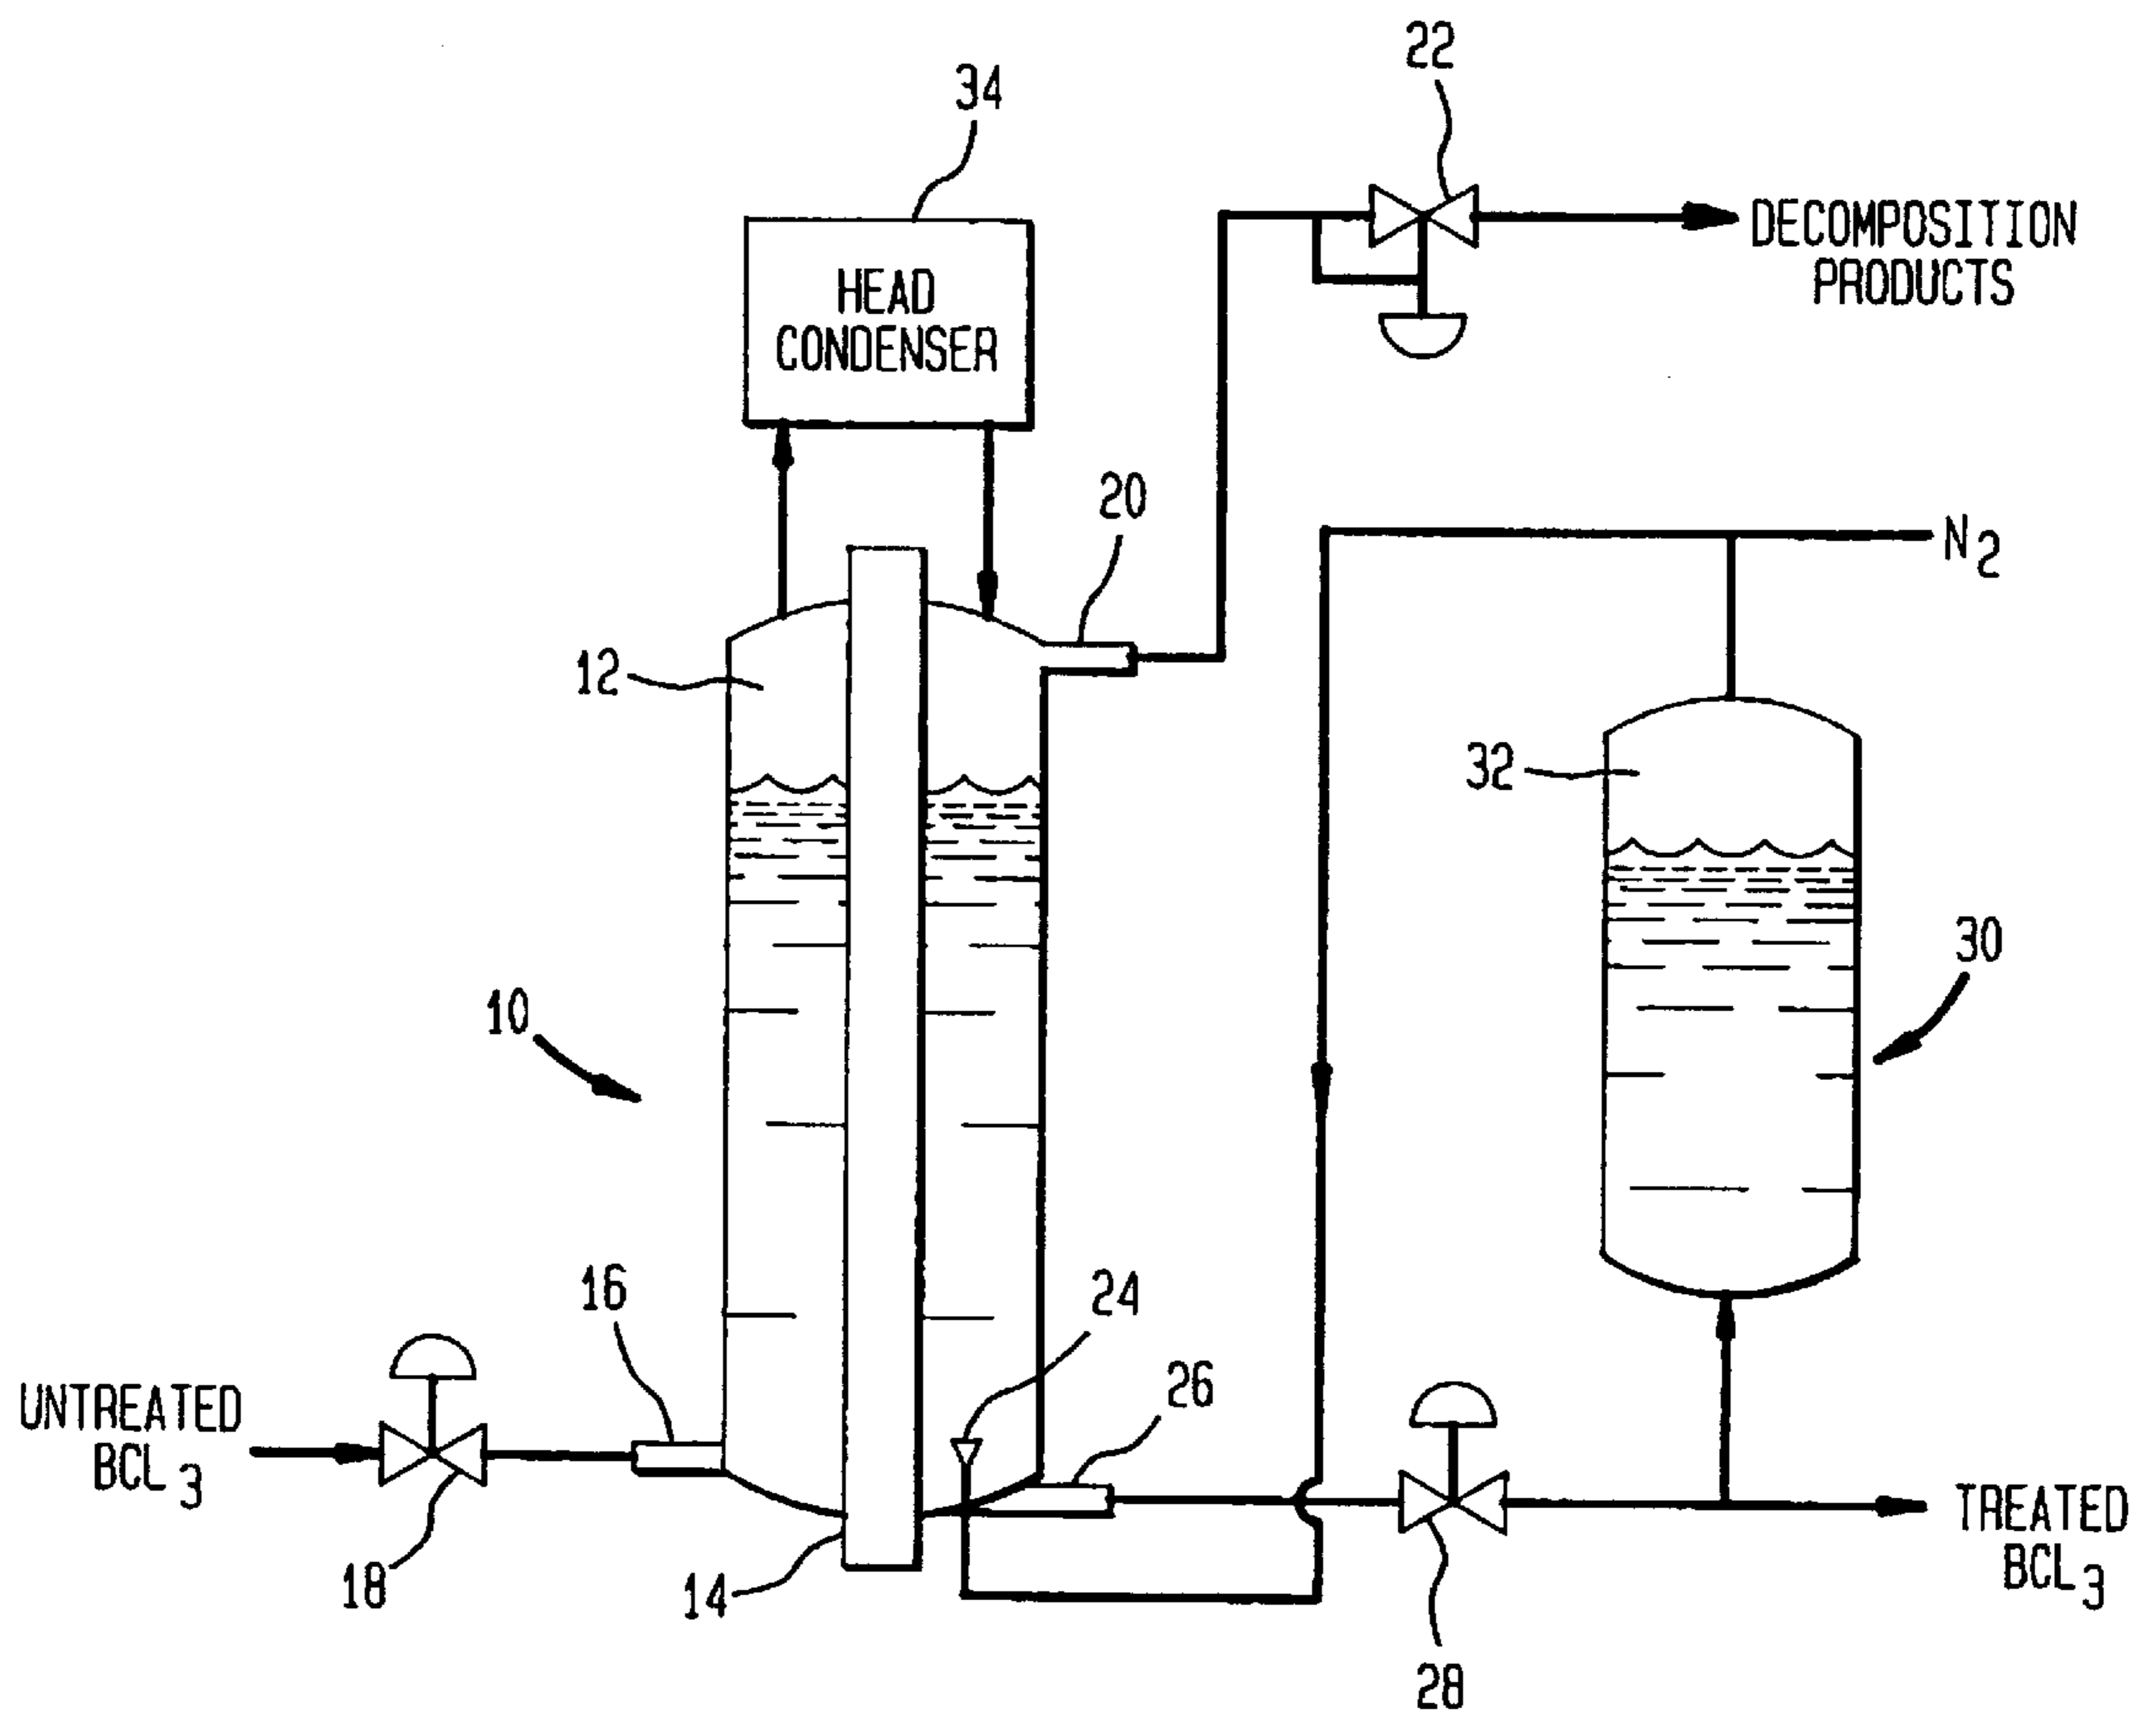 22
34
DECOMPOSITION
PRODUCTS
HEAD
CONDENSER
20
N2
12
32
30
10
16
24
26
UNTREATED
BCL3
18
14
TREATED
BCL3
28